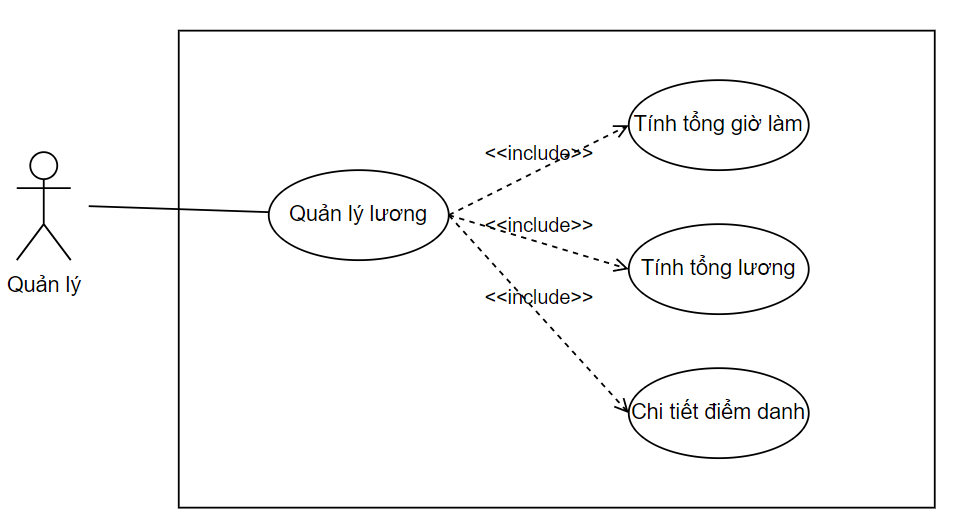 Tính tổng giờ làm
<<include>>
Quản lý lương
<<include>>
Tính tổng lương
Quản lý
<<include>>
Chi tiết điểm danh